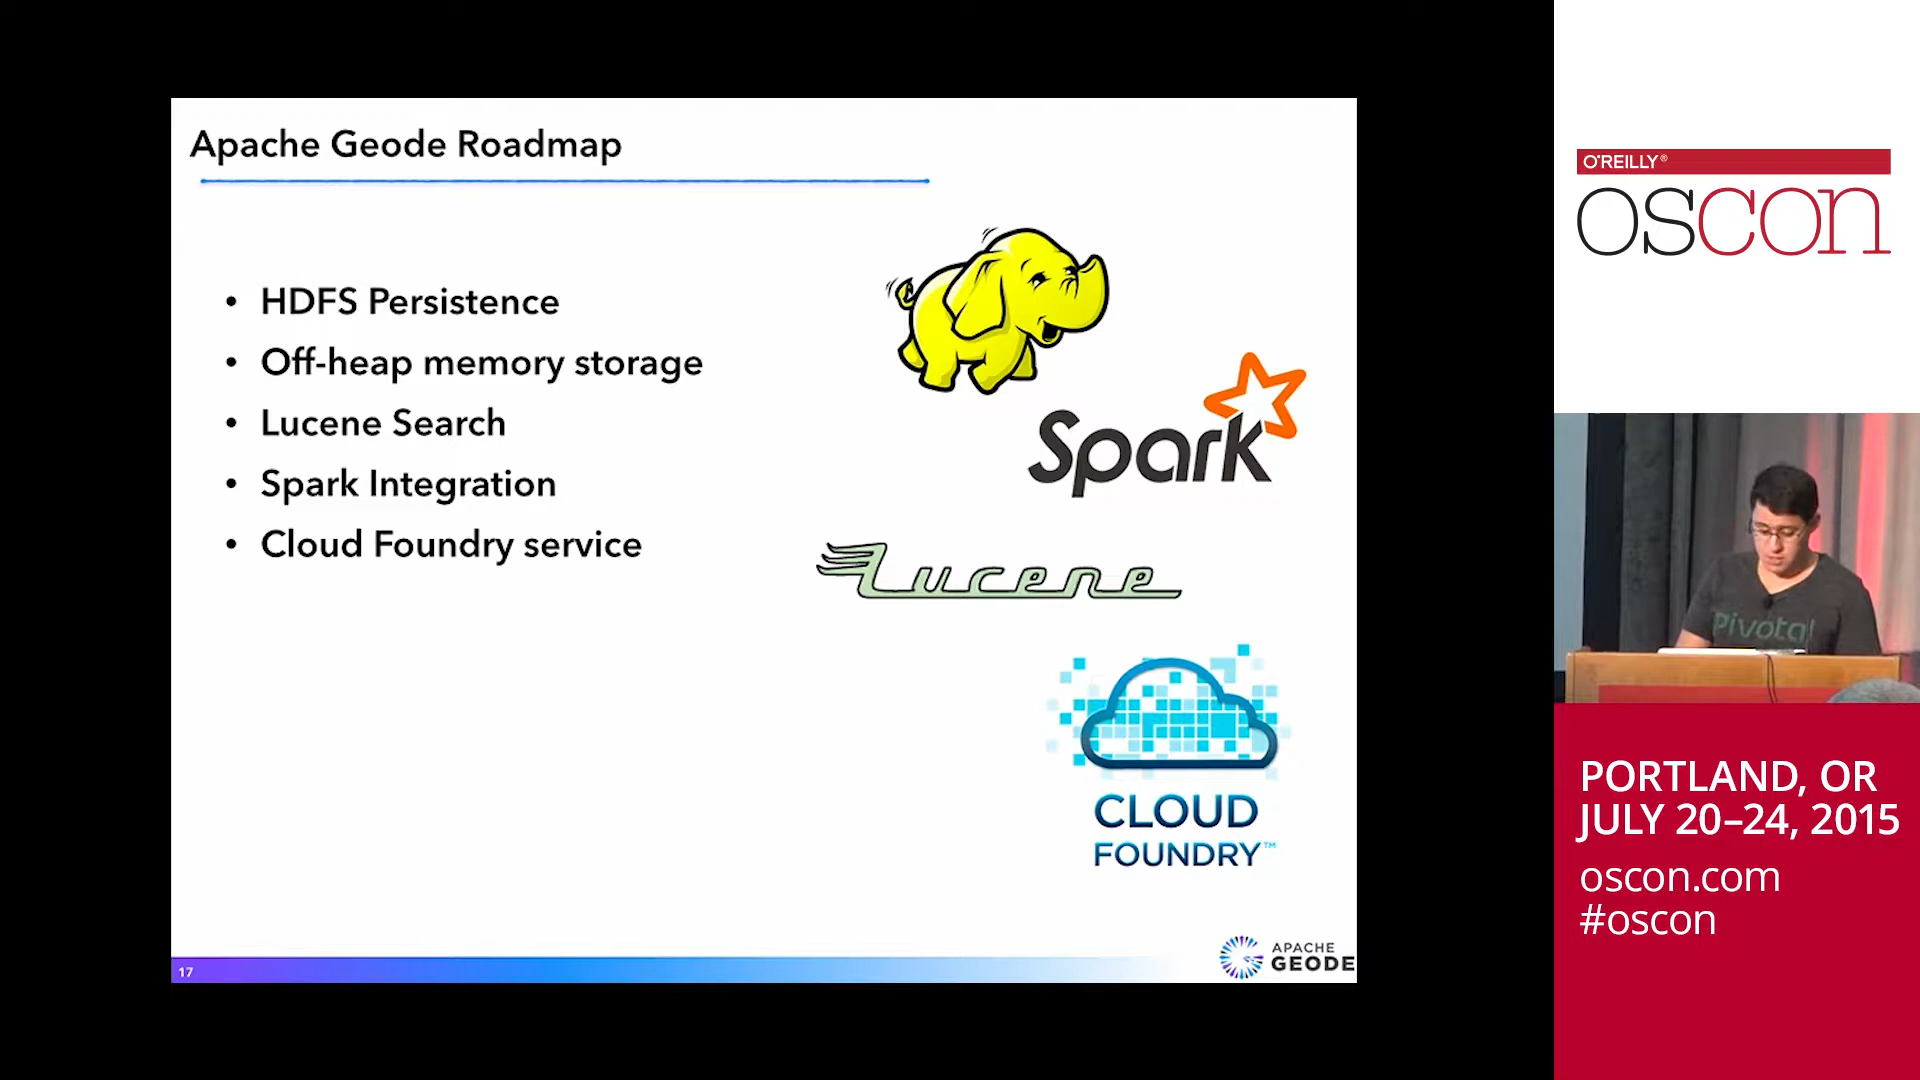 Apache Geode Roadmap
• HDFS Persistence
• Off-heap memory storage
• Lucene Search
• Spark Integration
• Cloud Foundry service
Spark
Lucene
CLOUD
FOUNDRY™
17
APACHE
GEODE
O'REILLY®
OSCON
Pivotal
PORTLAND, OR
JULY 20–24, 2015
oscon.com
#oscon